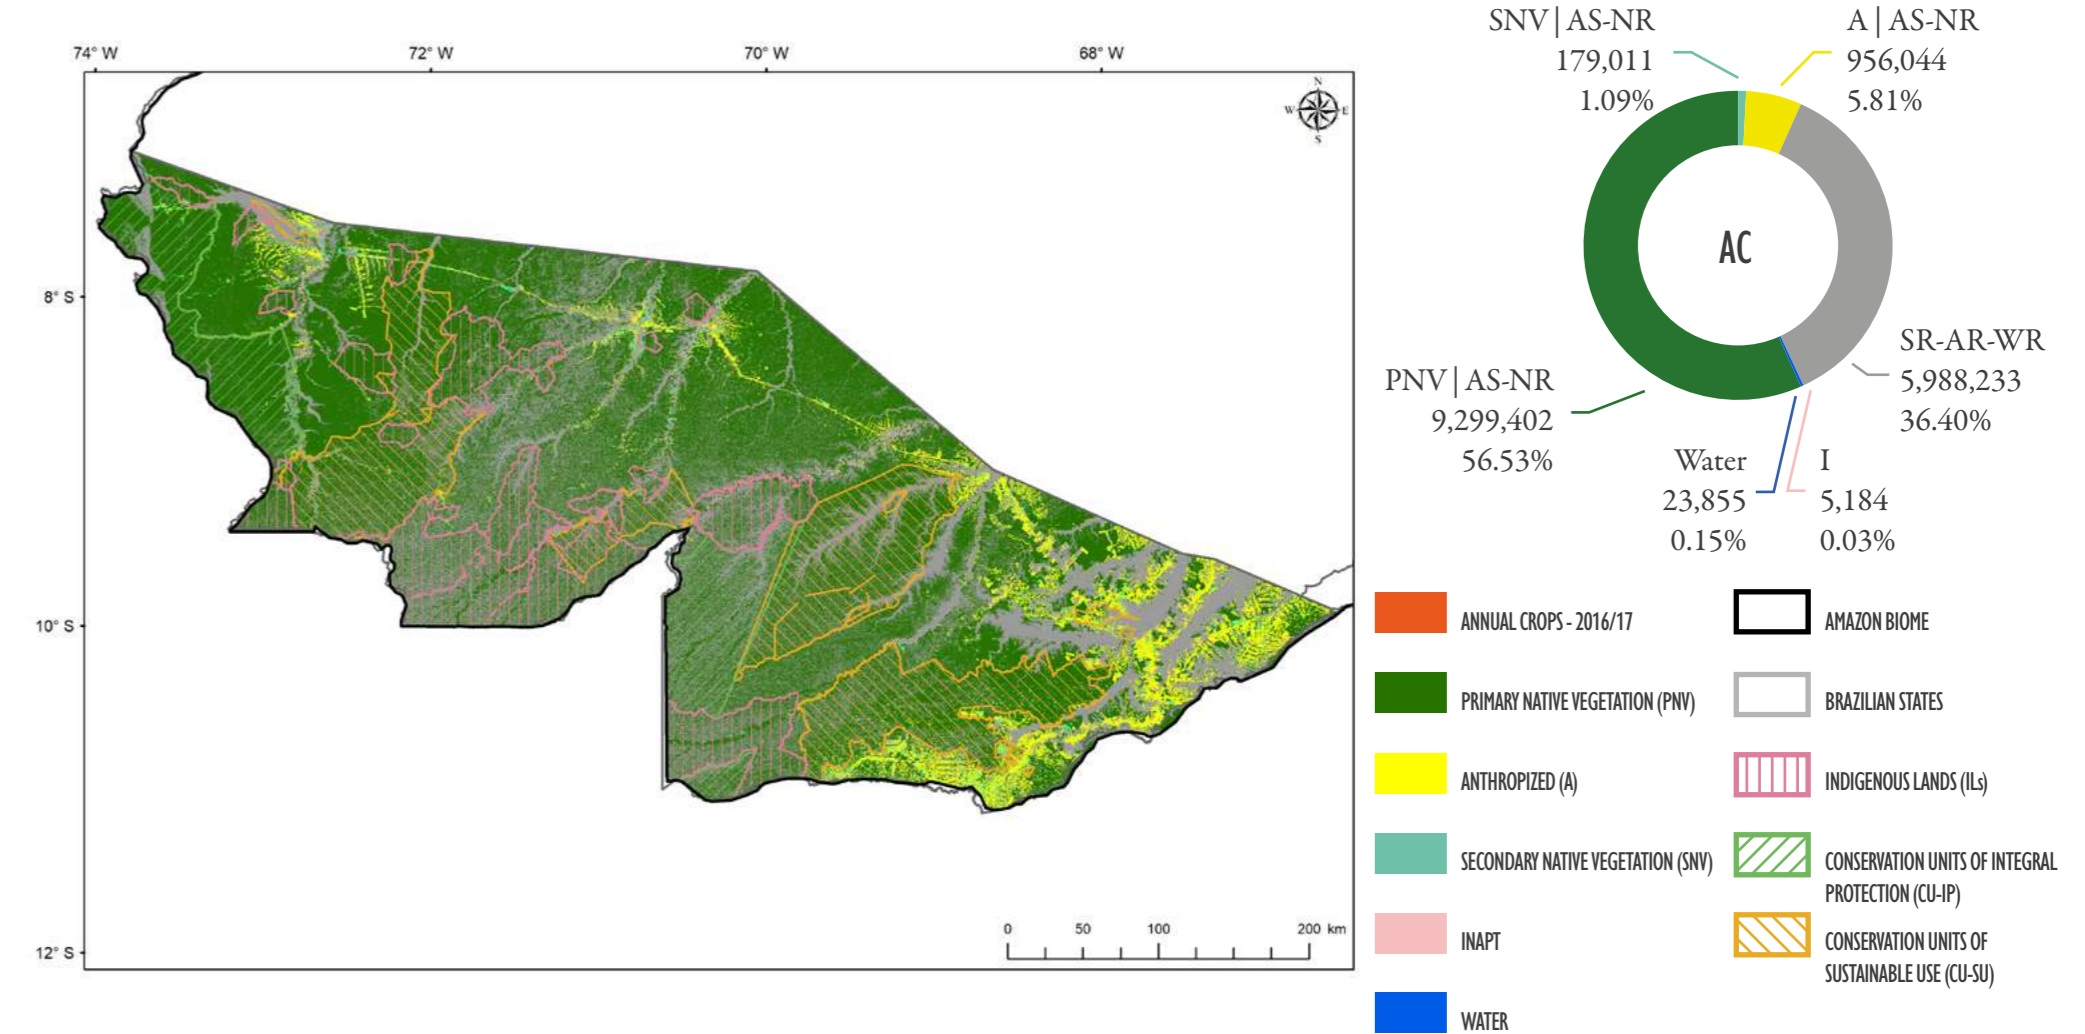 74° W
72° W
70° W
68° W
N
W
E
S
8° S
10° S
12° S
0 50 100 200 km
SNV | AS-NR
179,011
1.09%
A | AS-NR
956,044
5.81%
AC
SR-AR-WR
5,988,233
36.40%
PNV | AS-NR
9,299,402
56.53%
Water
23,855
0.15%
I
5,184
0.03%
ANNUAL CROPS - 2016/17
PRIMARY NATIVE VEGETATION (PNV)
ANTHROPIZED (A)
SECONDARY NATIVE VEGETATION (SNV)
INAPT
WATER
AMAZON BIOME
BRAZILIAN STATES
INDIGENOUS LANDS (ILs)
CONSERVATION UNITS OF INTEGRAL
PROTECTION (CU-IP)
CONSERVATION UNITS OF
SUSTAINABLE USE (CU-SU)